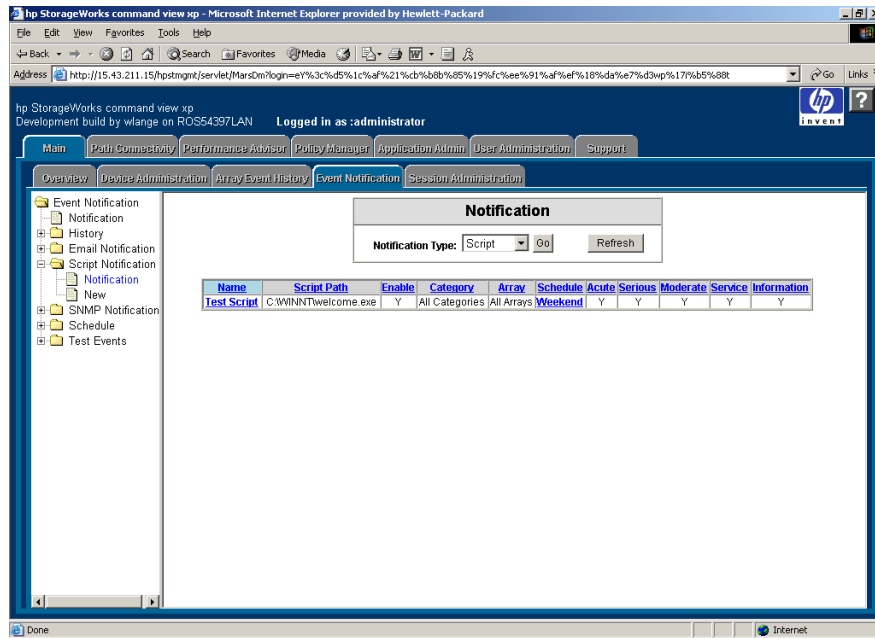 hp StorageWorks command view xp - Microsoft Internet Explorer provided by Hewlett-Packard
File Edit View Favorites Tools Help
Back Search Favorites Media
Address http://15.43.211.15/hpstmgmt/servlet/MarsDm?login=eY%3c%d5%1c%af%21%cb%b8b%85%19%fc%ee%91%af%ef%18%da%e7%d3wp%17i%b5%88t Go Links
hp StorageWorks command view xp
Development build by wlange on ROS54397LAN Logged in as :administrator
hp
invent
?
Main Path Connectivity Performance Advisor Policy Manager Application Admin User Administration Support
Overview Device Administration Array Event History Event Notification Session Administration
Event Notification
Notification
History
Email Notification
Script Notification
Notification
New
SNMP Notification
Schedule
Test Events
Notification
Notification Type: Script Go Refresh
Name Script Path Enable Category Array Schedule Acute Serious Moderate Service Information
Test Script C:\WINNT\welcome.exe Y All Categories All Arrays Weekend Y Y Y Y Y
Done Internet